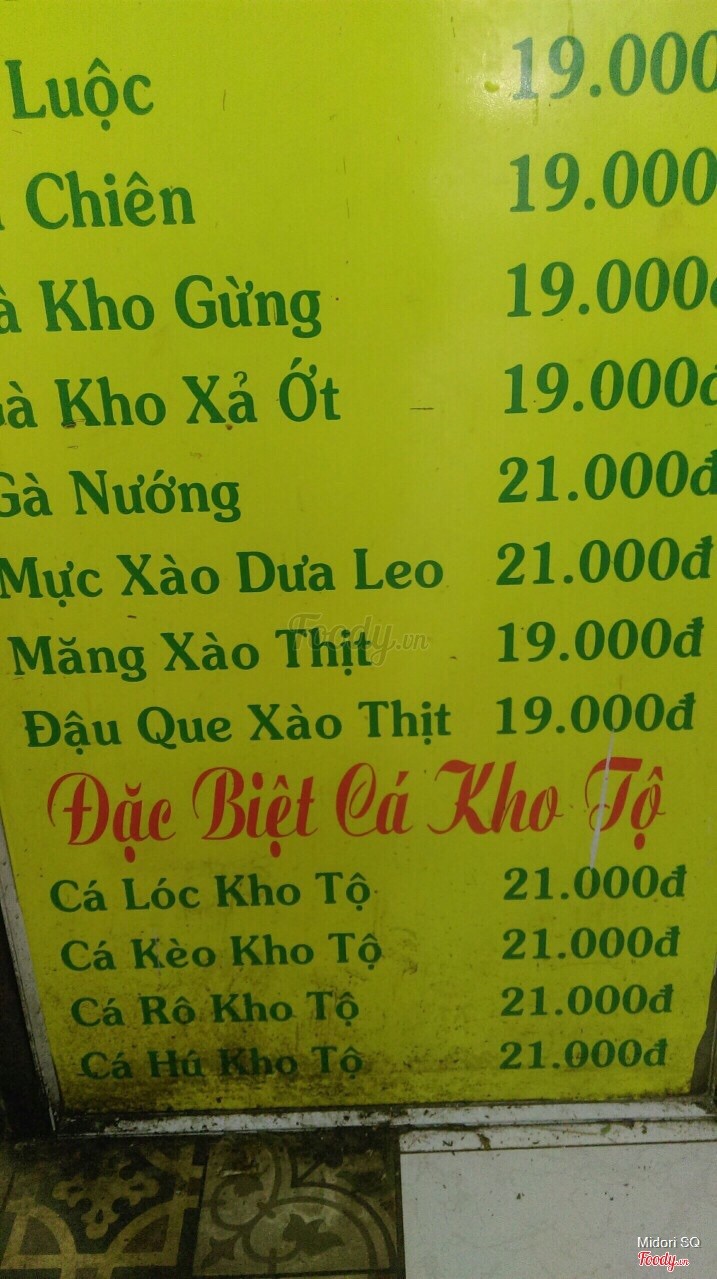 Luộc 19.000
Chiên 19.000
à Kho Gừng 19.000đ
Gà Kho Xả Ớt 19.000đ
Gà Nướng 21.000đ
Mực Xào Dưa Leo 21.000đ
Foody.vn
Măng Xào Thịt 19.000đ
Đậu Que Xào Thịt 19.000đ
Đặc Biệt Cá Kho Tộ
Cá Lóc Kho Tộ 21.000đ
Cá Kèo Kho Tộ 21.000đ
Cá Rô Kho Tộ 21.000đ
Cá Hú Kho Tộ 21.000đ
Midori SQ
Foody.vn